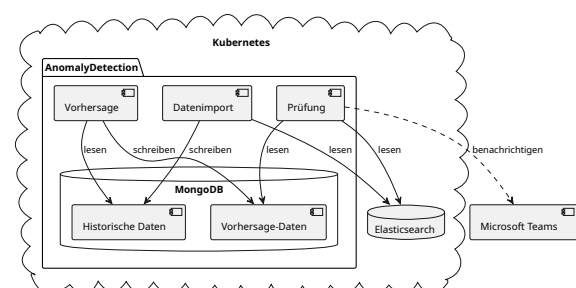 Kubernetes
AnomalyDetection
Vorhersage
Datenimport
Prüfung
lesen
schreiben
schreiben
lesen
lesen
lesen
benachrichtigen
MongoDB
Historische Daten
Vorhersage-Daten
Elasticsearch
Microsoft Teams